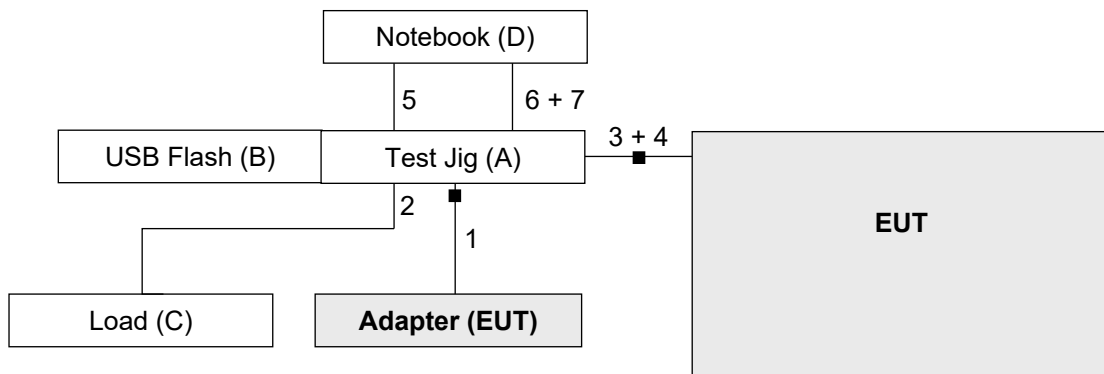 Notebook (D)
5
6 + 7
3 + 4
USB Flash (B)
Test Jig (A)
EUT
2
1
Load (C)
Adapter (EUT)